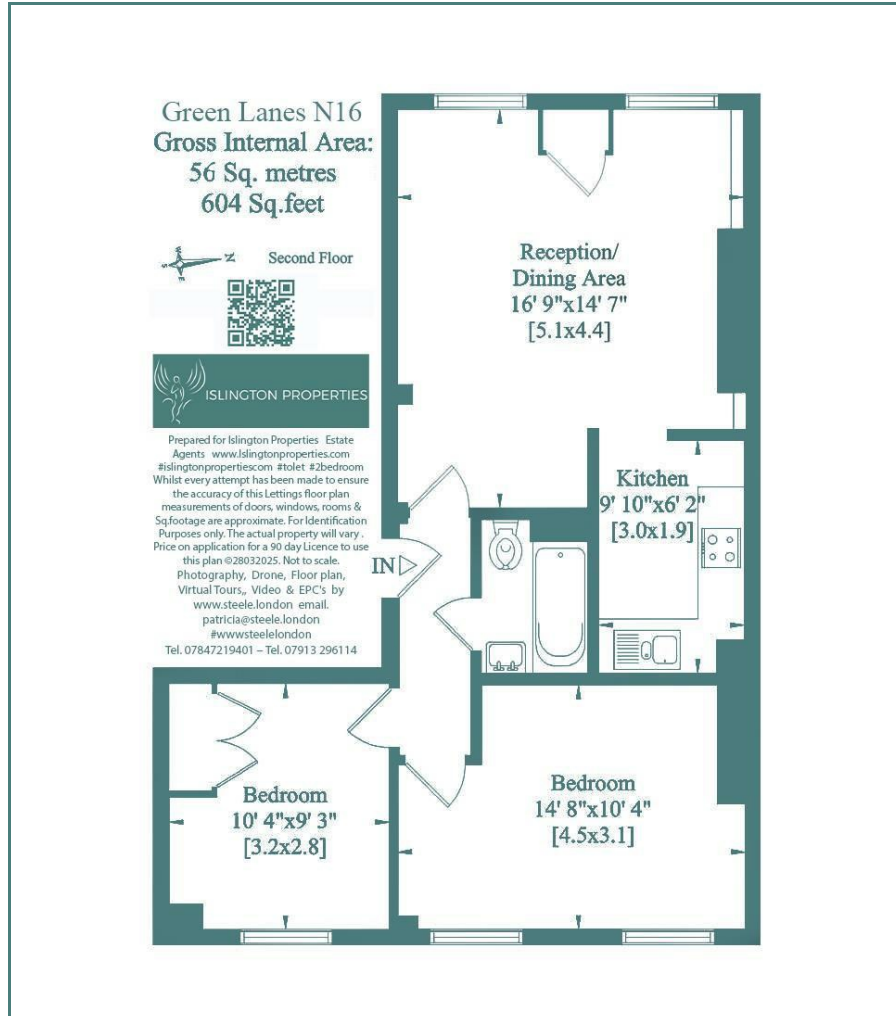 Green Lanes N16
Gross Internal Area:
56 Sq. metres
604 Sq.feet
N
W
S
E
Second Floor
ISLINGTON PROPERTIES
Prepared for Islington Properties Estate
Agents www.Islingtonproperties.com
#islingtonpropertiescom #tolet #2bedroom
Whilst every attempt has been made to ensure
the accuracy of this Lettings floor plan
measurements of doors, windows, rooms &
Sq.footage are approximate. For Identification
Purposes only. The actual property will vary .
Price on application for a 90 day Licence to use
this plan ©28032025. Not to scale.
Photography, Drone, Floor plan,
Virtual Tours,, Video & EPC's by
www.steele.london email.
patricia@steele.london
#wwwsteelelondon
Tel. 07847219401 – Tel. 07913 296114
Reception/
Dining Area
16' 9"x14' 7"
[5.1x4.4]
Kitchen
9' 10"x6' 2"
[3.0x1.9]
IN
Bedroom
10' 4"x9' 3"
[3.2x2.8]
Bedroom
14' 8"x10' 4"
[4.5x3.1]